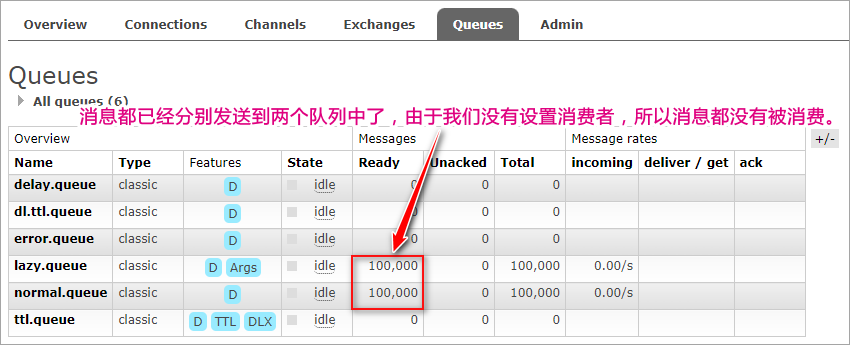 Overview Connections Channels Exchanges Queues Admin
Queues
All queues (6)
消息都已经分别发送到两个队列中了，由于我们没有设置消费者，所以消息都没有被消费。
Overview Messages Message rates +/-
Name Type Features State Ready Unacked Total incoming deliver / get ack
delay.queue classic D idle 0 0 0
dl.ttl.queue classic D idle 0 0 0
error.queue classic D idle 0 0 0
lazy.queue classic D Args idle 100,000 0 100,000 0.00/s
normal.queue classic D idle 100,000 0 100,000 0.00/s
ttl.queue classic D TTL DLX idle 0 0 0